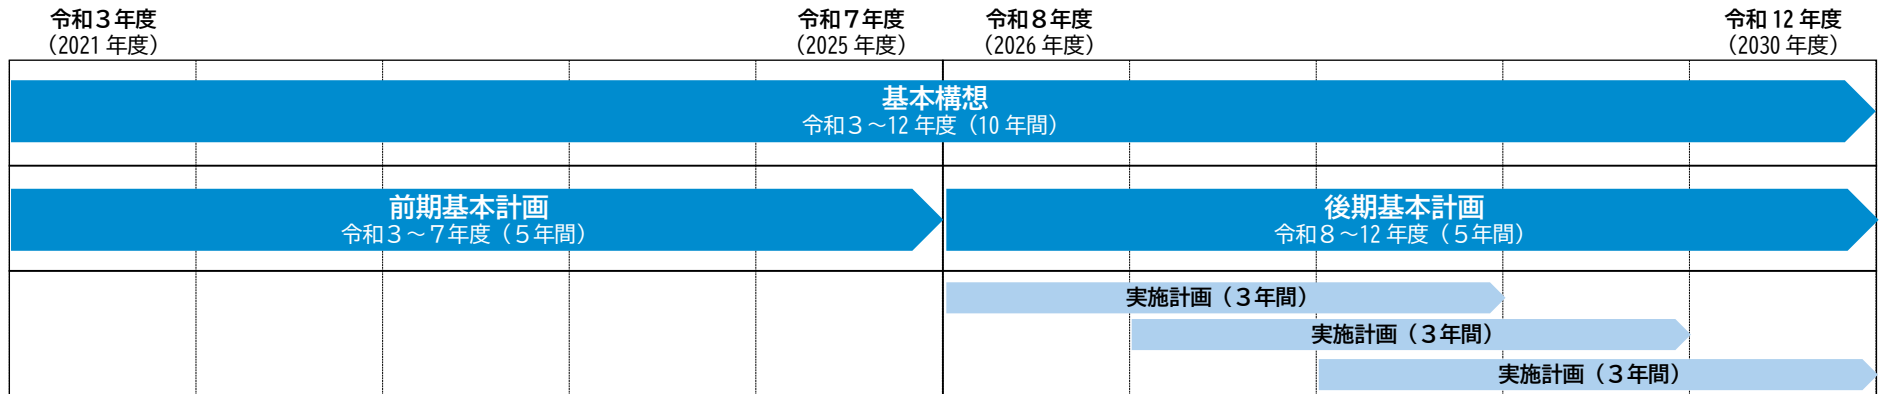 令和３年度
（2021 年度）
令和７年度
（2025 年度）
令和８年度
（2026 年度）
令和 12 年度
（2030 年度）
基本構想
令和３～12 年度（10 年間）
前期基本計画
令和３～７年度（５年間）
後期基本計画
令和８～12 年度（５年間）
実施計画（３年間）
実施計画（３年間）
実施計画（３年間）